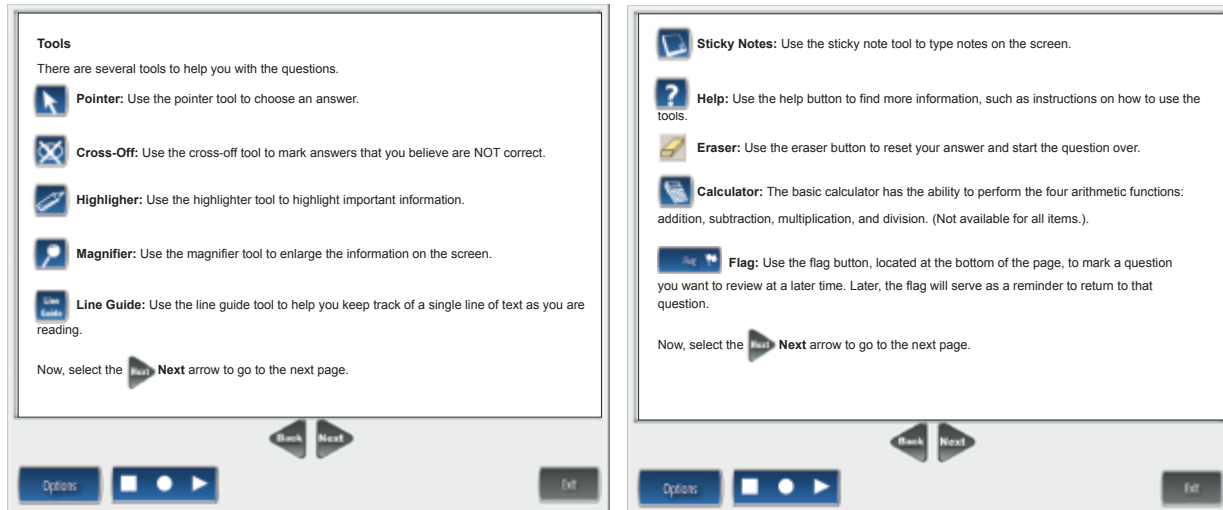 Tools
There are several tools to help you with the questions.
Pointer: Use the pointer tool to choose an answer.
Cross-Off: Use the cross-off tool to mark answers that you believe are NOT correct.
Highligher: Use the highlighter tool to highlight important information.
Magnifier: Use the magnifier tool to enlarge the information on the screen.
Line Guide
Line Guide: Use the line guide tool to help you keep track of a single line of text as you are
reading.
Now, select the Next Next arrow to go to the next page.
Back Next
Options
Exit
Sticky Notes: Use the sticky note tool to type notes on the screen.
? Help: Use the help button to find more information, such as instructions on how to use the
tools.
Eraser: Use the eraser button to reset your answer and start the question over.
Calculator: The basic calculator has the ability to perform the four arithmetic functions:
addition, subtraction, multiplication, and division. (Not available for all items.).
Flag Flag: Use the flag button, located at the bottom of the page, to mark a question
you want to review at a later time. Later, the flag will serve as a reminder to return to that
question.
Now, select the Next Next arrow to go to the next page.
Back Next
Options
Exit